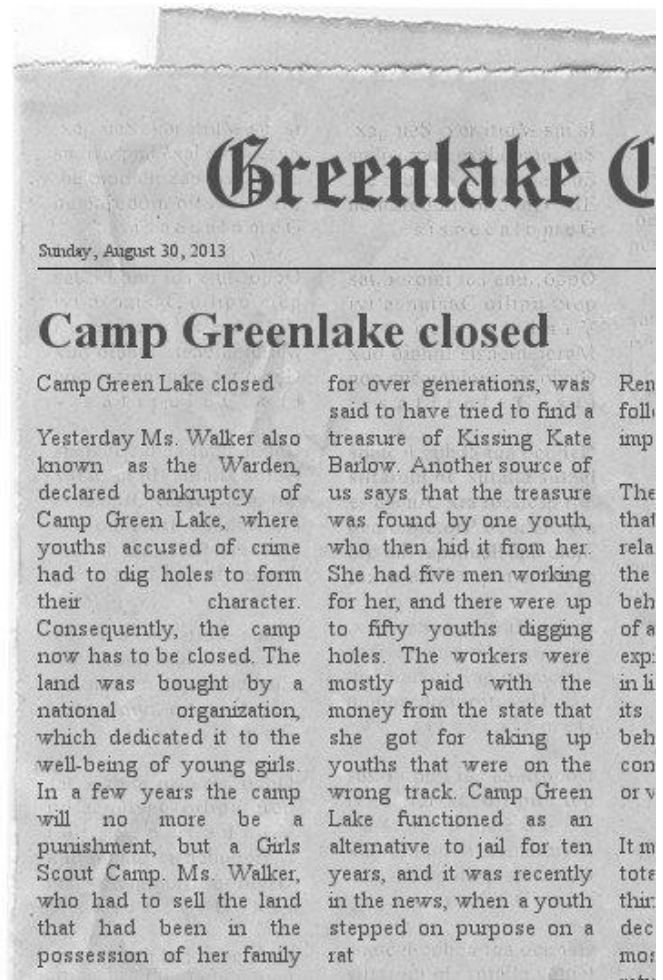 Greenlake
Sunday, August 30, 2013
Camp Greenlake closed
Camp Green Lake closed
Yesterday Ms. Walker also
known as the Warden,
declared bankruptcy of
Camp Green Lake, where
youths accused of crime
had to dig holes to form
their character.
Consequently, the camp
now has to be closed. The
land was bought by a
national organization,
which dedicated it to the
well-being of young girls.
In a few years the camp
will no more be a
punishment, but a Girls
Scout Camp. Ms. Walker,
who had to sell the land
that had been in the
possession of her family
for over generations, was
said to have tried to find a
treasure of Kissing Kate
Barlow. Another source of
us says that the treasure
was found by one youth,
who then hid it from her.
She had five men working
for her, and there were up
to fifty youths digging
holes. The workers were
mostly paid with the
money from the state that
she got for taking up
youths that were on the
wrong track. Camp Green
Lake functioned as an
alternative to jail for ten
years, and it was recently
in the news, when a youth
stepped on purpose on a
rat
The
the
of a
in li
its
or v
It m